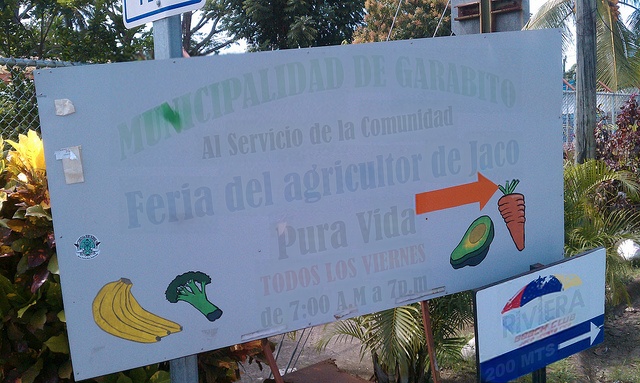 MUNICIPALIDAD DE GARABITO
Al Servicio de la Comunidad
Feria del agricultor de Jaco
Pura Vida
TODOS LOS VIERNES
de 7:00 A.M a 7p.m
RIVIERA
200 MTS